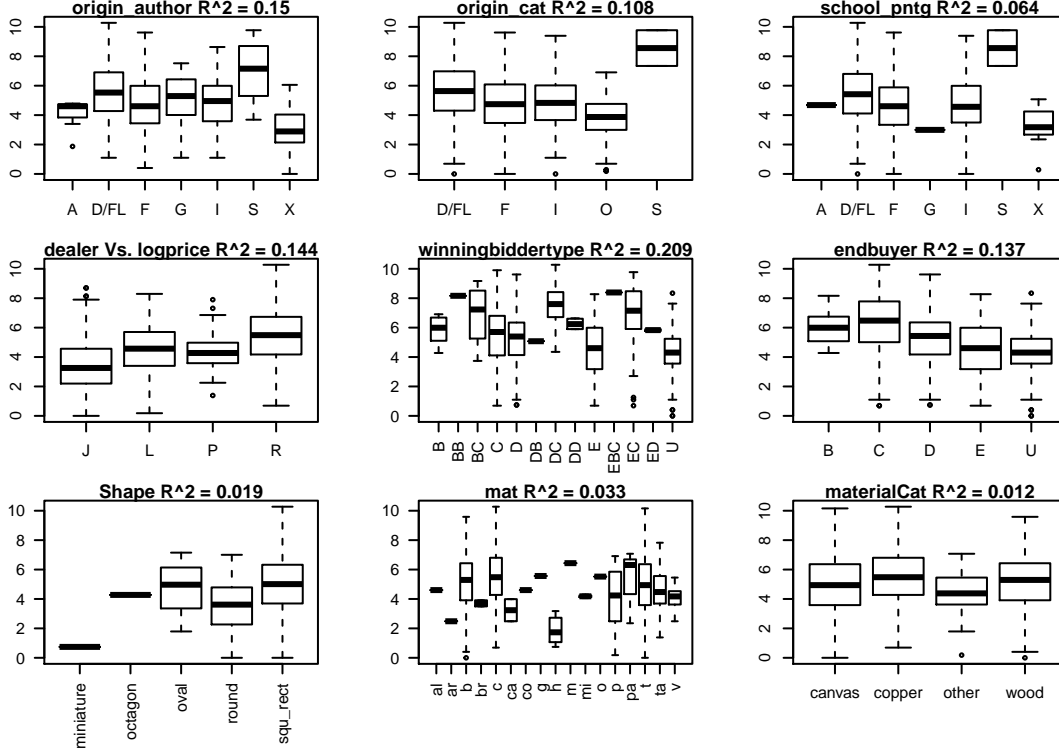 origin_author R^2 = 0.15
0 2 4 6 8 10
A D/FL F G I S X
origin_cat R^2 = 0.108
0 2 4 6 8 10
D/FL F I O S
school_pntg R^2 = 0.064
0 2 4 6 8 10
A D/FL F G I S X
dealer Vs. logprice R^2 = 0.144
0 2 4 6 8 10
J L P R
winningbiddertype R^2 = 0.209
0 2 4 6 8 10
B BB BC C D DB DC DD E EBC EC ED U
endbuyer R^2 = 0.137
0 2 4 6 8 10
B C D E U
Shape R^2 = 0.019
0 2 4 6 8 10
miniature octagon oval round squ_rect
mat R^2 = 0.033
0 2 4 6 8 10
al ar b br c ca co g h m mi o p pa t ta v
materialCat R^2 = 0.012
0 2 4 6 8 10
canvas copper other wood